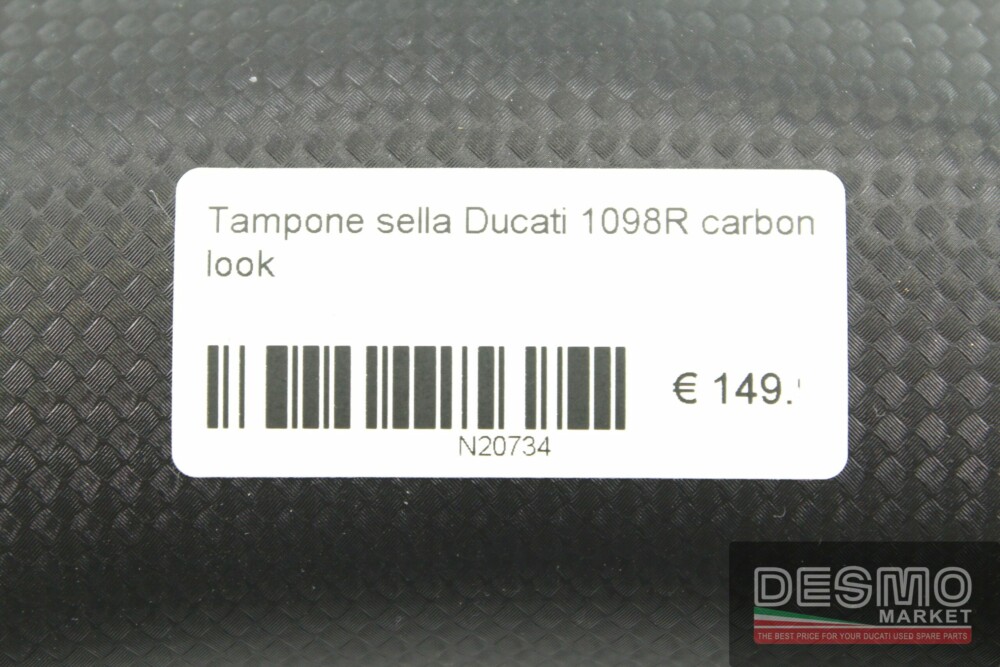 Tampone sella Ducati 1098R carbon
look
€ 149.
N20734
DESMO
MARKET
THE BEST PRICE FOR YOUR DUCATI USED SPARE PARTS